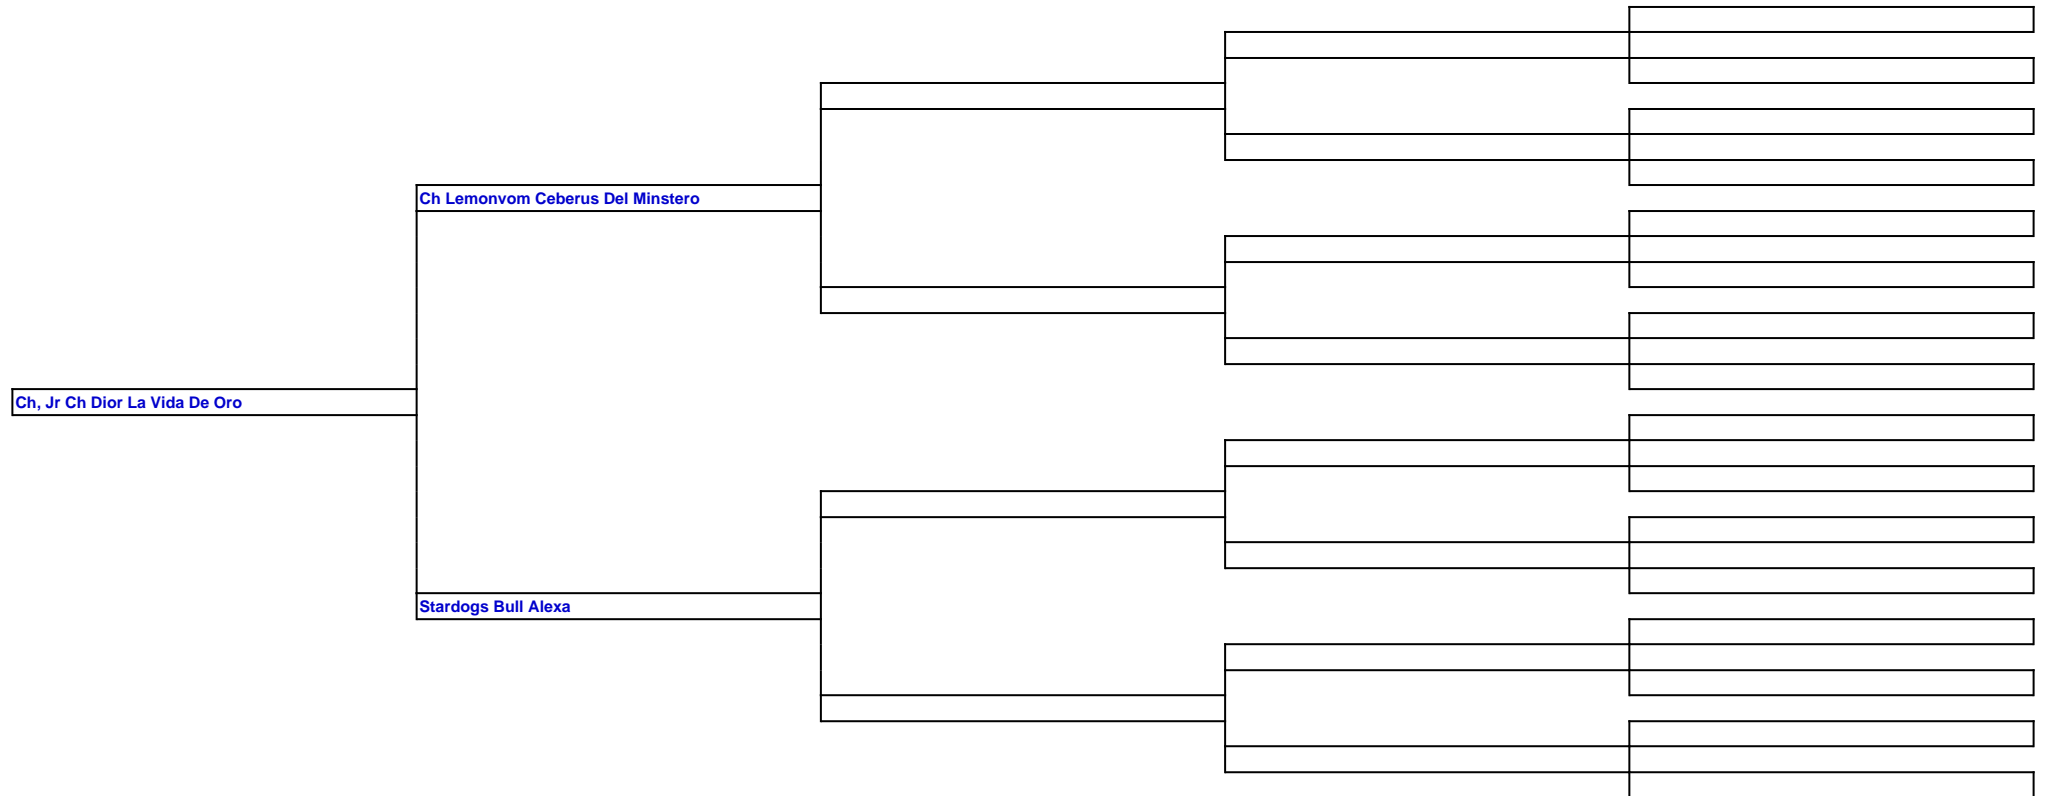 Ch Lemonvom Ceberus Del Minstero
Ch, Jr Ch Dior La Vida De Oro
Stardogs Bull Alexa